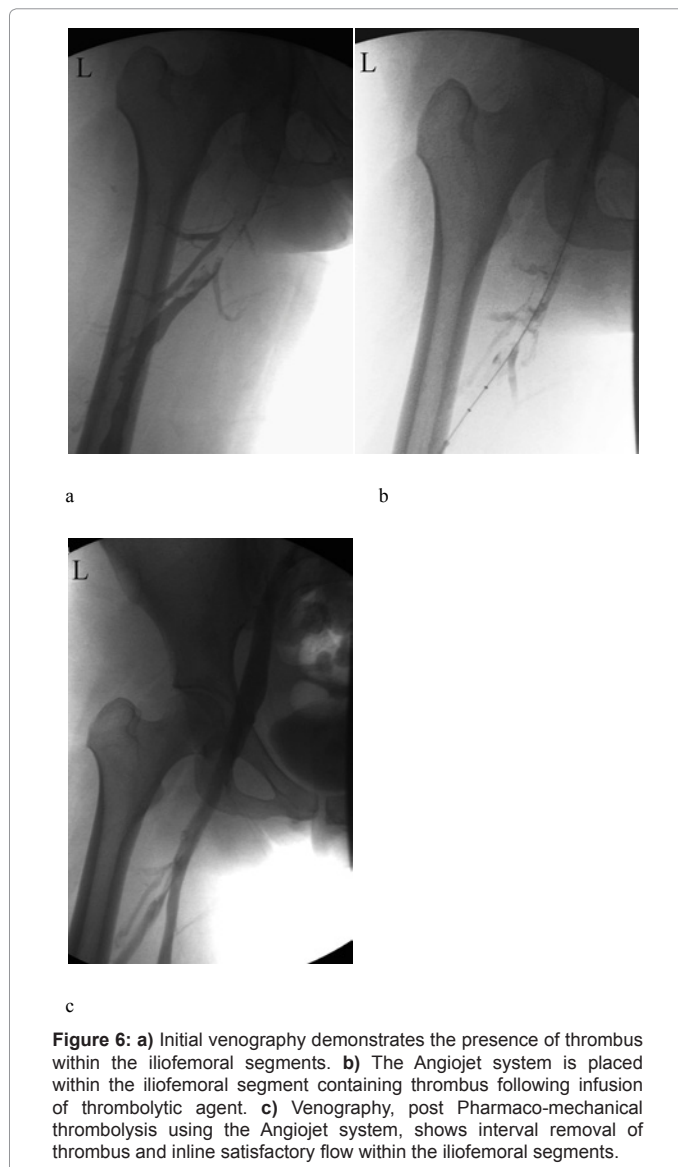 L
L
a
b
L
c
Figure 6: a) Initial venography demonstrates the presence of thrombus
within the iliofemoral segments. b) The Angiojet system is placed
within the iliofemoral segment containing thrombus following infusion
of thrombolytic agent. c) Venography, post Pharmaco-mechanical
thrombolysis using the Angiojet system, shows interval removal of
thrombus and inline satisfactory flow within the iliofemoral segments.